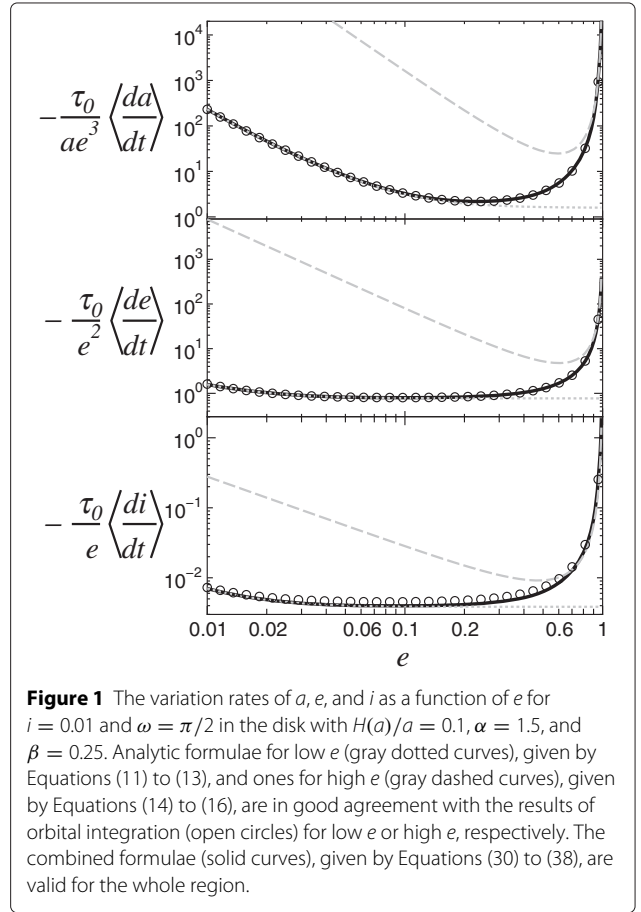 10⁴
10³
10²
10¹
10⁰
− τ₀/ae³ ⟨da/dt⟩
10³
10²
10¹
10⁰
− τ₀/e² ⟨de/dt⟩
10⁰
10⁻¹
10⁻²
− τ₀/e ⟨di/dt⟩
0.01 0.02 0.06 0.1 0.2 0.6 1
e
Figure 1 The variation rates of a, e, and i as a function of e for
i = 0.01 and ω = π/2 in the disk with H(a)/a = 0.1, α = 1.5, and
β = 0.25. Analytic formulae for low e (gray dotted curves), given by
Equations (11) to (13), and ones for high e (gray dashed curves), given
by Equations (14) to (16), are in good agreement with the results of
orbital integration (open circles) for low e or high e, respectively. The
combined formulae (solid curves), given by Equations (30) to (38), are
valid for the whole region.